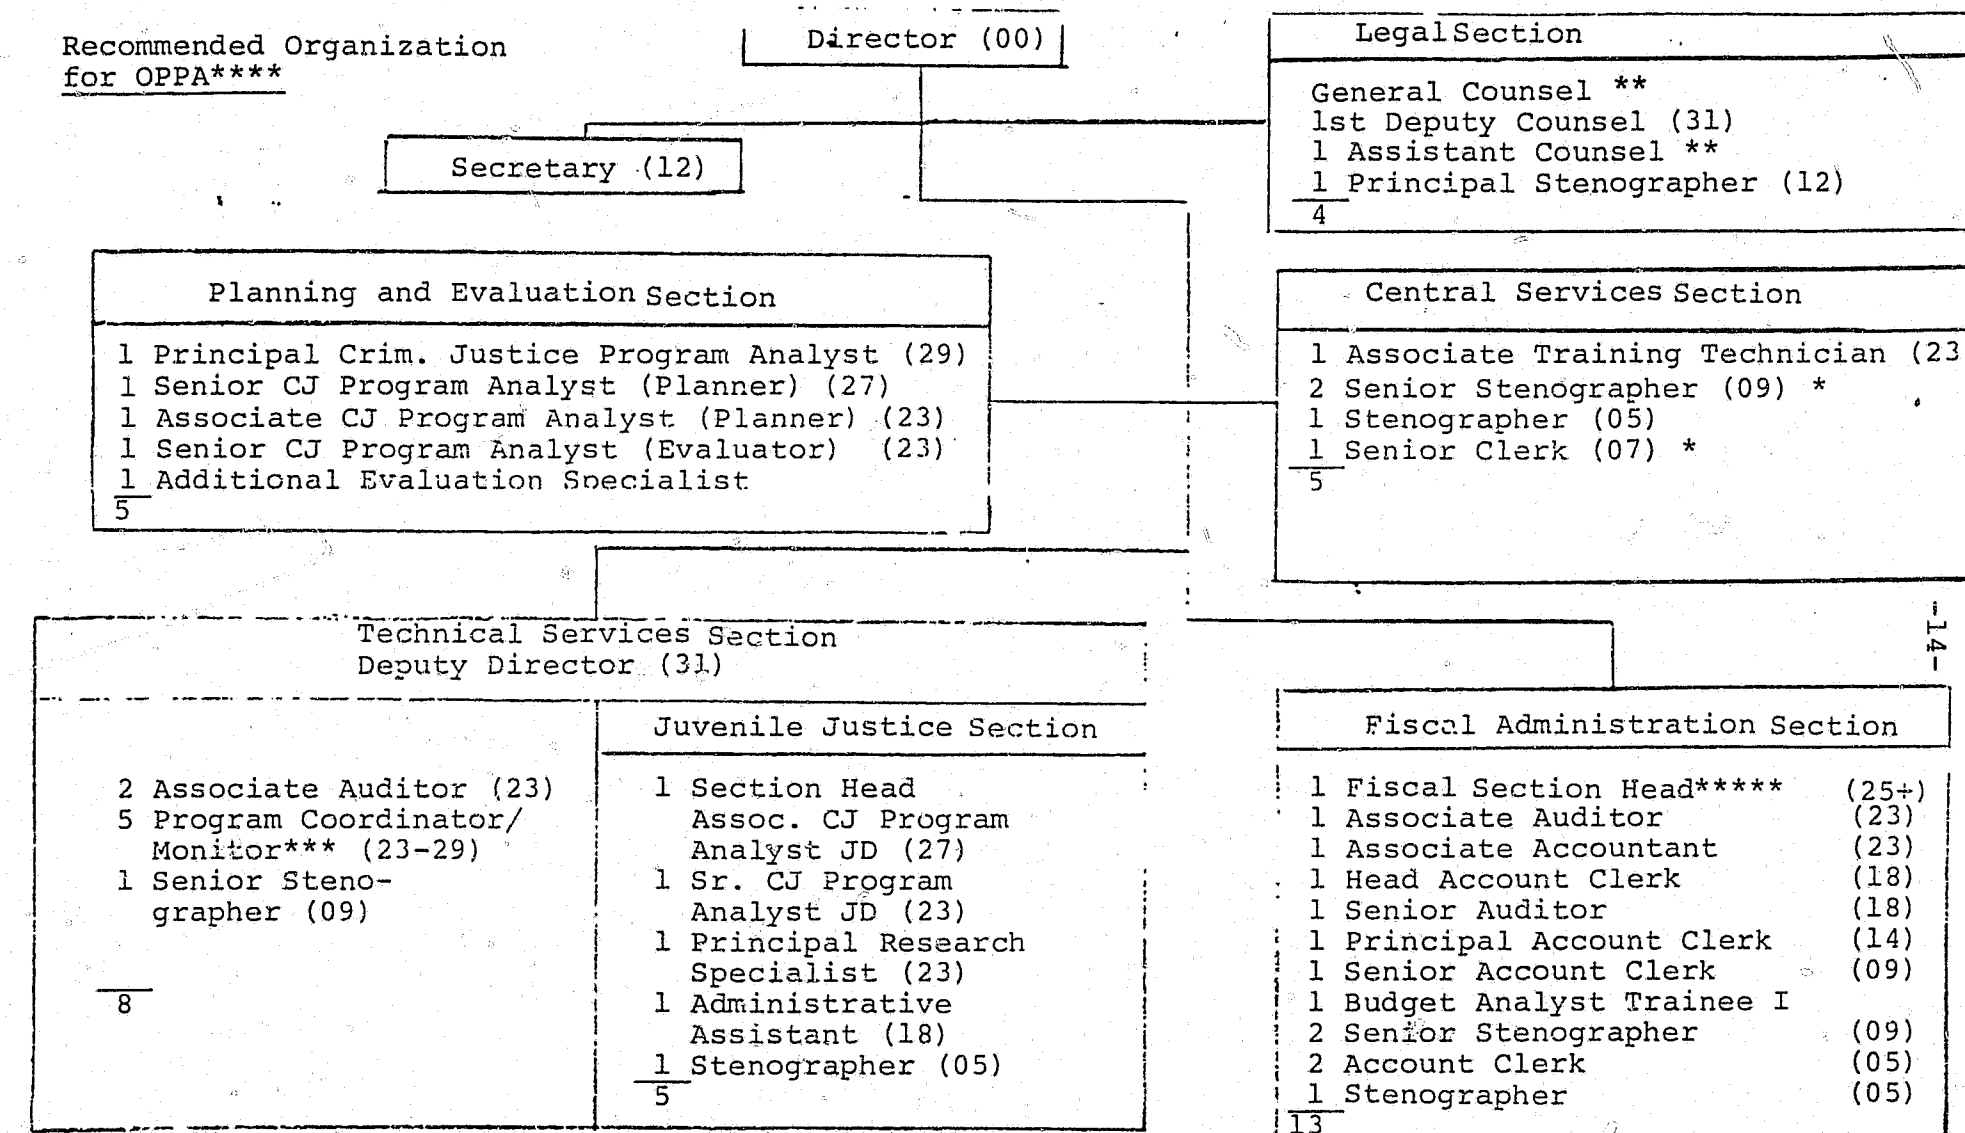 Recommended Organization
for OPPA****
Director (00)
Secretary (12)
Legal Section
General Counsel **
1st Deputy Counsel (31)
1 Assistant Counsel **
1 Principal Stenographer (12)
4
Planning and Evaluation Section
1 Principal Crim. Justice Program Analyst (29)
1 Senior CJ Program Analyst (Planner) (27)
1 Associate CJ Program Analyst (Planner) (23)
1 Senior CJ Program Analyst (Evaluator) (23)
1 Additional Evaluation Specialist
5
Central Services Section
1 Associate Training Technician (23
2 Senior Stenographer (09) *
1 Stenographer (05)
1 Senior Clerk (07) *
5
-14-
Technical Services Section
Deputy Director (31)
2 Associate Auditor (23)
5 Program Coordinator/
Monitor*** (23-29)
1 Senior Steno-
grapher (09)
8
Juvenile Justice Section
1 Section Head
Assoc. CJ Program
Analyst JD (27)
1 Sr. CJ Program
Analyst JD (23)
1 Principal Research
Specialist (23)
1 Administrative
Assistant (18)
1 Stenographer (05)
5
Fiscal Administration Section
1 Fiscal Section Head***** (25+)
1 Associate Auditor (23)
1 Associate Accountant (23)
1 Head Account Clerk (18)
1 Senior Auditor (18)
1 Principal Account Clerk (14)
1 Senior Account Clerk (09)
1 Budget Analyst Trainee I
2 Senior Stenographer (09)
2 Account Clerk (05)
1 Stenographer (05)
13